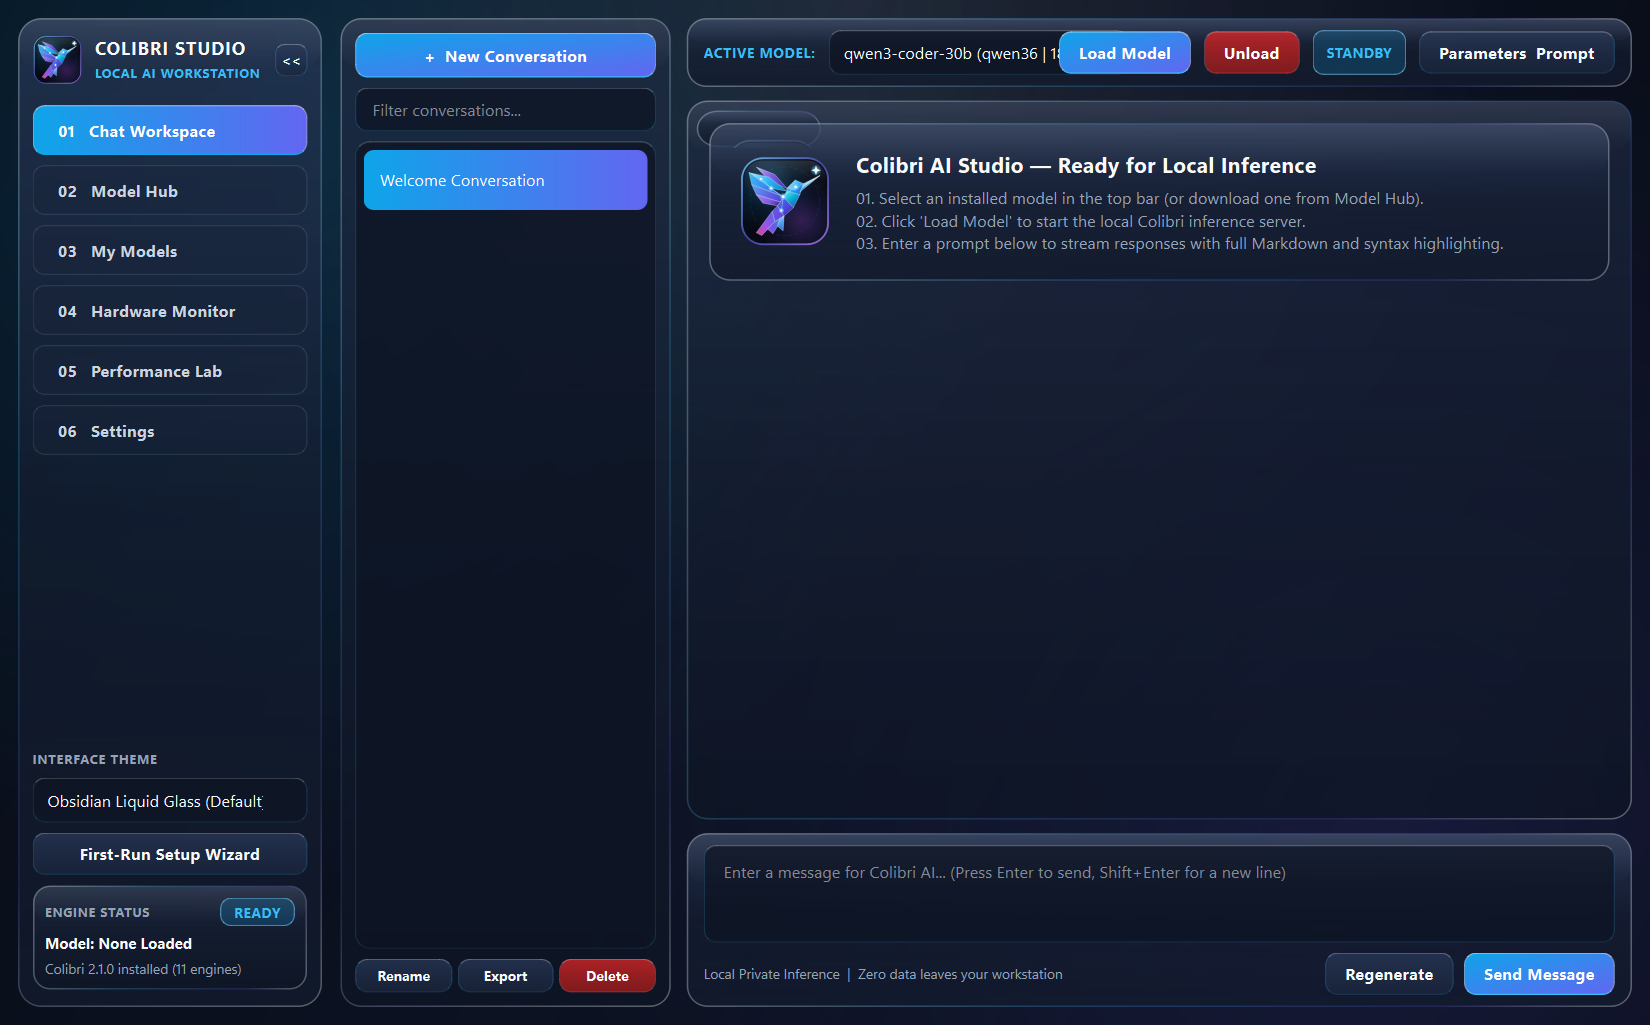 COLIBRI STUDIO
LOCAL AI WORKSTATION
<<
01 Chat Workspace
02 Model Hub
03 My Models
04 Hardware Monitor
05 Performance Lab
06 Settings
INTERFACE THEME
Obsidian Liquid Glass (Default
First-Run Setup Wizard
ENGINE STATUS
READY
Model: None Loaded
Colibri 2.1.0 installed (11 engines)
+ New Conversation
Filter conversations...
Welcome Conversation
Rename
Export
Delete
ACTIVE MODEL:
qwen3-coder-30b (qwen36 |
Load Model
Unload
STANDBY
Parameters
Prompt
Colibri AI Studio — Ready for Local Inference
01. Select an installed model in the top bar (or download one from Model Hub).
02. Click 'Load Model' to start the local Colibri inference server.
03. Enter a prompt below to stream responses with full Markdown and syntax highlighting.
Enter a message for Colibri AI... (Press Enter to send, Shift+Enter for a new line)
Local Private Inference | Zero data leaves your workstation
Regenerate
Send Message